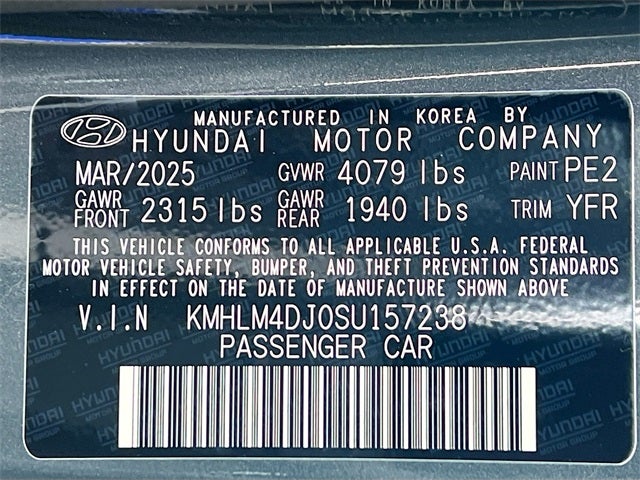 MANUFACTURED IN KOREA BY
HYUNDAI MOTOR COMPANY
MAR/2025 GVWR 4079 lbs PAINT PE2
GAWR FRONT 2315 lbs GAWR REAR 1940 lbs TRIM YFR
THIS VEHICLE CONFORMS TO ALL APPLICABLE U.S.A. FEDERAL
MOTOR VEHICLE SAFETY, BUMPER, AND THEFT PREVENTION STANDARDS
IN EFFECT ON THE DATE OF MANUFACTURE SHOWN ABOVE
V.I.N KMHLM4DJ0SU157238
PASSENGER CAR